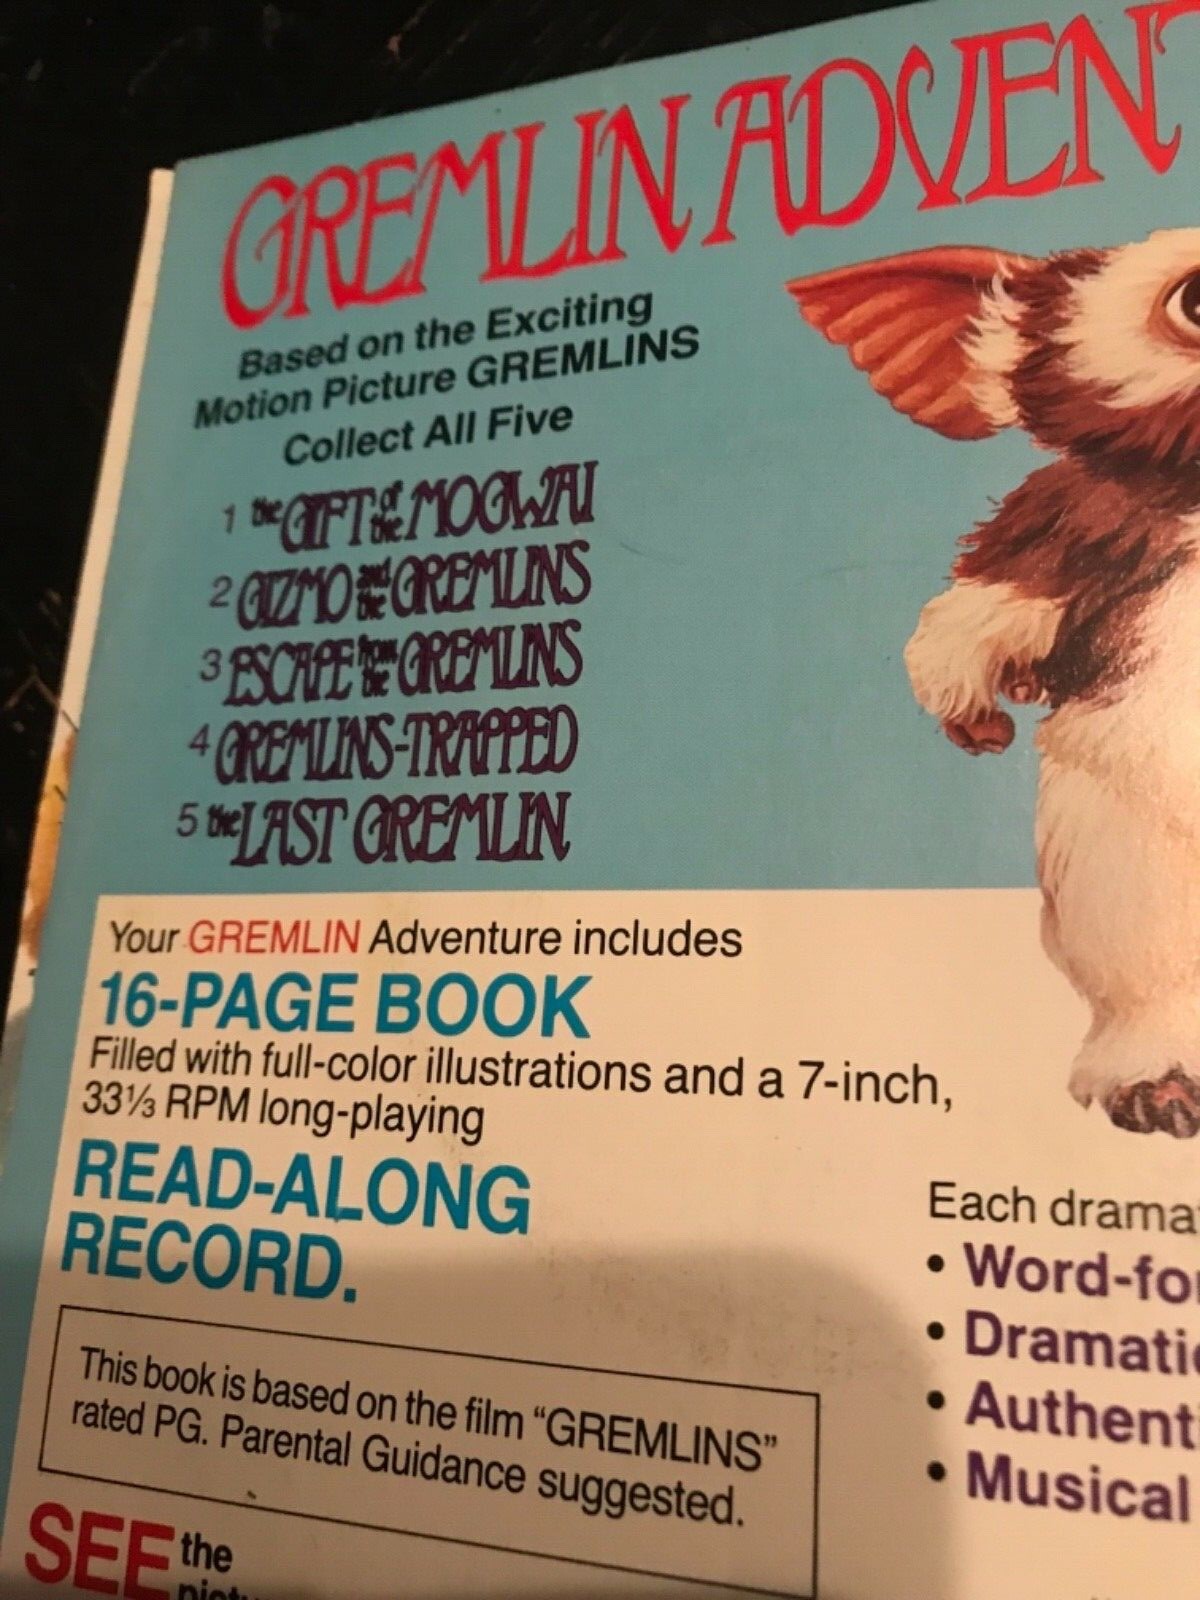 GREMLIN ADVEN
Based on the Exciting
Motion Picture GREMLINS
Collect All Five
1 the GIFT of the MOGWAI
2 GIZMO and the GREMLINS
3 ESCAPE from the GREMLINS
4 GREMLINS-TRAPPED
5 the LAST GREMLIN
Your GREMLIN Adventure includes
16-PAGE BOOK
Filled with full-color illustrations and a 7-inch,
33⅓ RPM long-playing
READ-ALONG
RECORD.
This book is based on the film “GREMLINS”
rated PG. Parental Guidance suggested.
SEE the
Each drama
• Word-fo
• Dramati
• Authent
• Musical